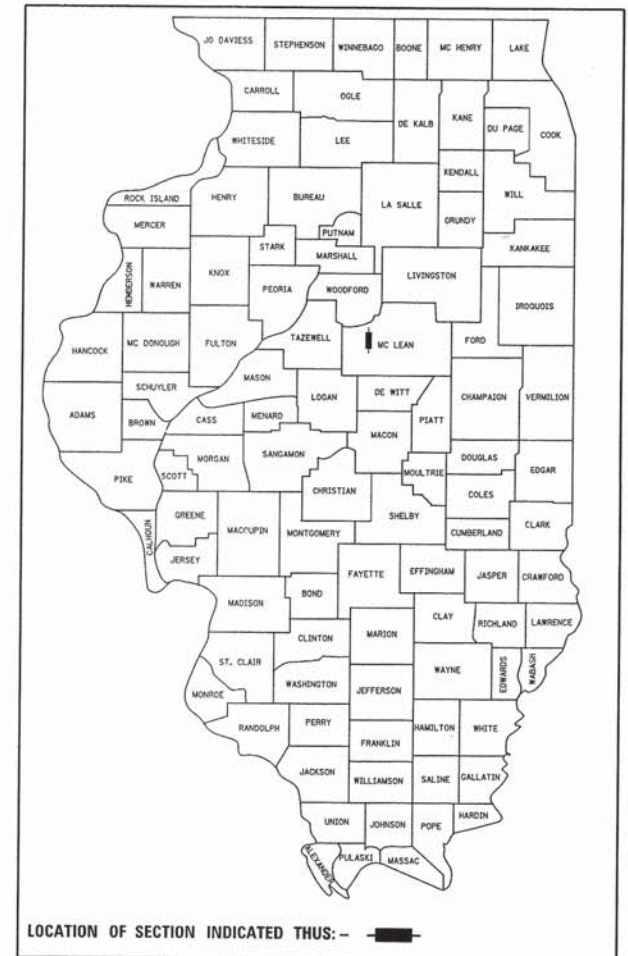 JO DAVIESS STEPHENSON WINNEBAGO BOONE MC HENRY LAKE
CARROLL OGLE DE KALB KANE DU PAGE COOK
WHITESIDE LEE
KENDALL WILL
ROCK ISLAND HENRY BUREAU LA SALLE GRUNDY
MERCER PUTNAM
STARK MARSHALL KANKAKEE
HENDERSON WARREN KNOX PEORIA WOODFORD LIVINGSTON
IROQUOIS
HANCOCK MC DONOUGH FULTON TAZEWELL MC LEAN FORD
SCHUYLER MASON
ADAMS BROWN CASS MENARD LOGAN DE WITT PIATT CHAMPAIGN VERMILION
MACON
PIKE SCOTT MORGAN SANGAMON MOULTRIE DOUGLAS EDGAR
CHRISTIAN COLES
CALHOUN GREENE MACOUPIN MONTGOMERY SHELBY CUMBERLAND CLARK
JERSEY
FAYETTE EFFINGHAM JASPER CRAWFORD
MADISON BOND
CLAY RICHLAND LAWRENCE
CLINTON MARION
ST. CLAIR WAYNE EDWARDS WABASH
MONROE WASHINGTON JEFFERSON
RANDOLPH PERRY HAMILTON WHITE
FRANKLIN
JACKSON WILLIAMSON SALINE GALLATIN
UNION JOHNSON POPE HARDIN
ALEXANDER PULASKI MASSAC
LOCATION OF SECTION INDICATED THUS: -